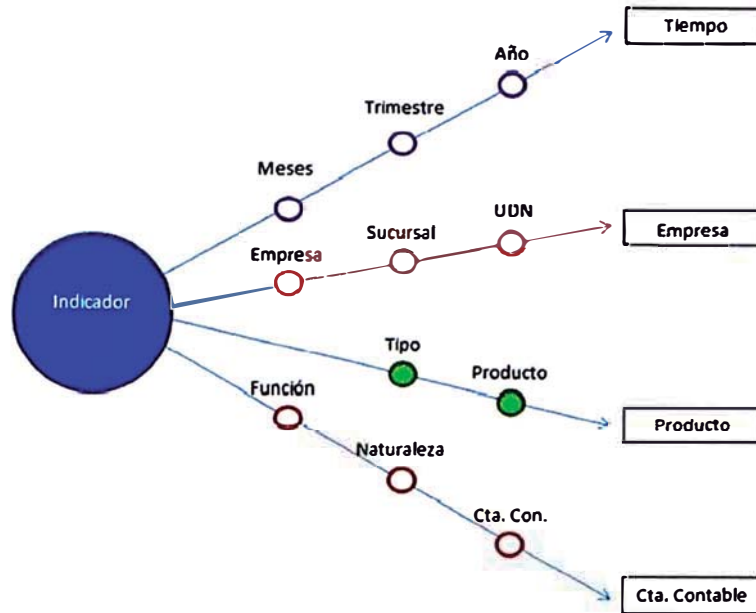 Tiempo
Año
Trimestre
Meses
UDN
Empresa
Sucursal
Empresa
Indicador
Tipo
Producto
Función
Producto
Naturaleza
Cta. Con.
Cta. Contable